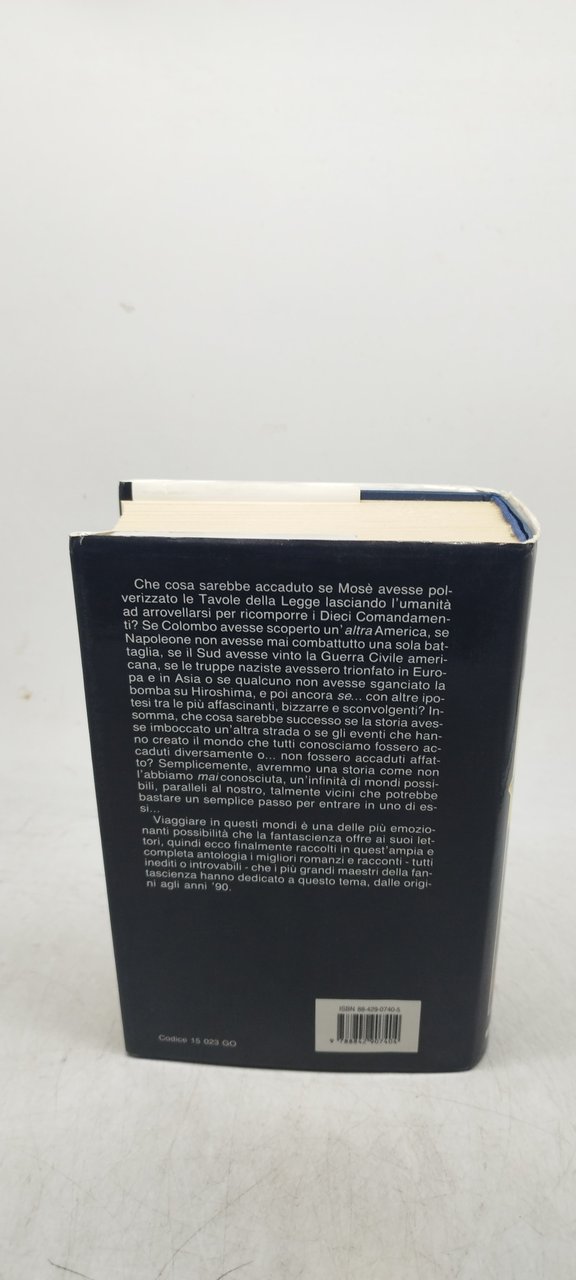 Che cosa sarebbe accaduto se Mosè avesse pol-
verizzato le Tavole della Legge lasciando l'umanità
ad arrovellarsi per ricomporre i Dieci Comandamen-
ti? Se Colombo avesse scoperto un'altra America, se
Napoleone non avesse mai combattutto una sola bat-
taglia, se il Sud avesse vinto la Guerra Civile ameri-
cana, se le truppe naziste avessero trionfato in Euro-
pa e in Asia o se qualcuno non avesse sganciato la
bomba su Hiroshima, e poi ancora se... con altre ipo-
tesi tra le più affascinanti, bizzarre e sconvolgenti? In-
somma, che cosa sarebbe successo se la storia aves-
se imboccato un'altra strada o se gli eventi che han-
no creato il mondo che tutti conosciamo fossero ac-
caduti diversamente o... non fossero accaduti affat-
to? Semplicemente, avremmo una storia come non
l'abbiamo mai conosciuta, un'infinità di mondi possi-
bili, paralleli al nostro, talmente vicini che potrebbe
bastare un semplice passo per entrare in uno di es-
si...
Viaggiare in questi mondi è una delle più emozio-
nanti possibilità che la fantascienza offre ai suoi let-
tori, quindi ecco finalmente raccolti in quest'ampia e
completa antologia i migliori romanzi e racconti - tutti
inediti o introvabili - che i più grandi maestri della fan-
tascienza hanno dedicato a questo tema, dalle origi-
ni agli anni '90.
ISBN 88-429-0740-5
9 788842 907404
Codice 15 023 GO